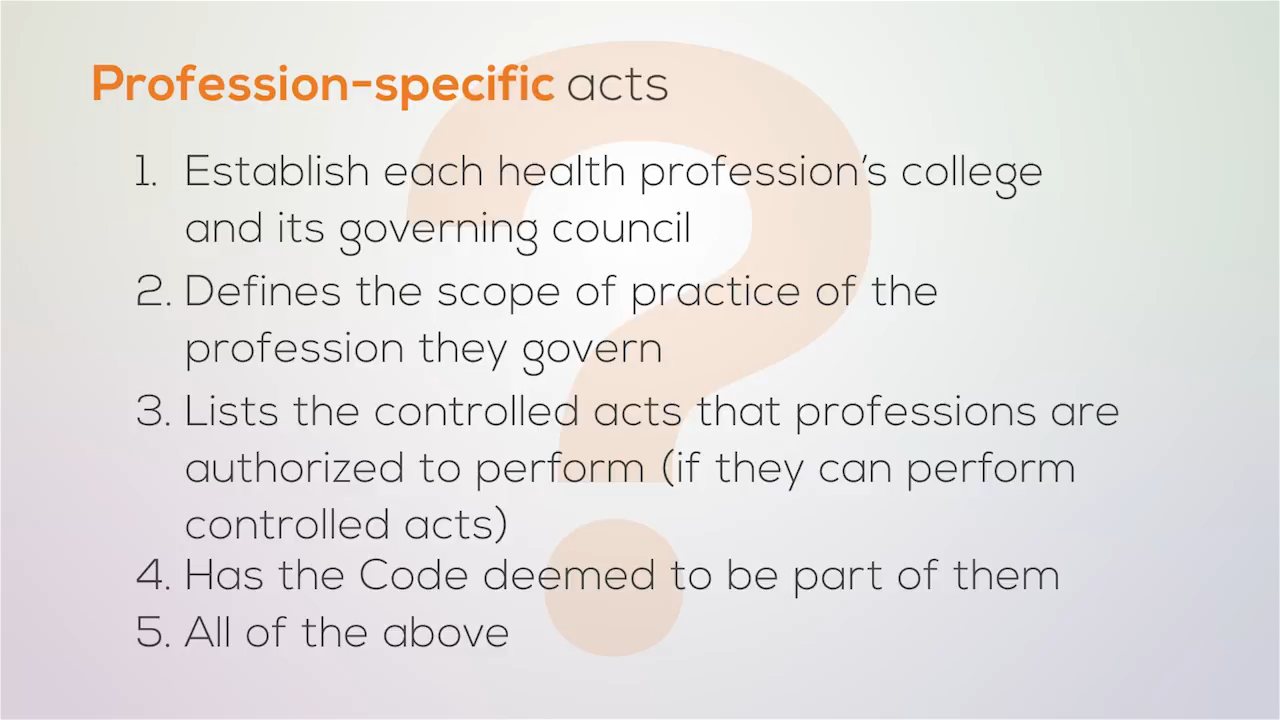 Profession-specific acts
1. Establish each health profession’s college
and its governing council
2. Defines the scope of practice of the
profession they govern
3. Lists the controlled acts that professions are
authorized to perform (if they can perform
controlled acts)
4. Has the Code deemed to be part of them
5. All of the above